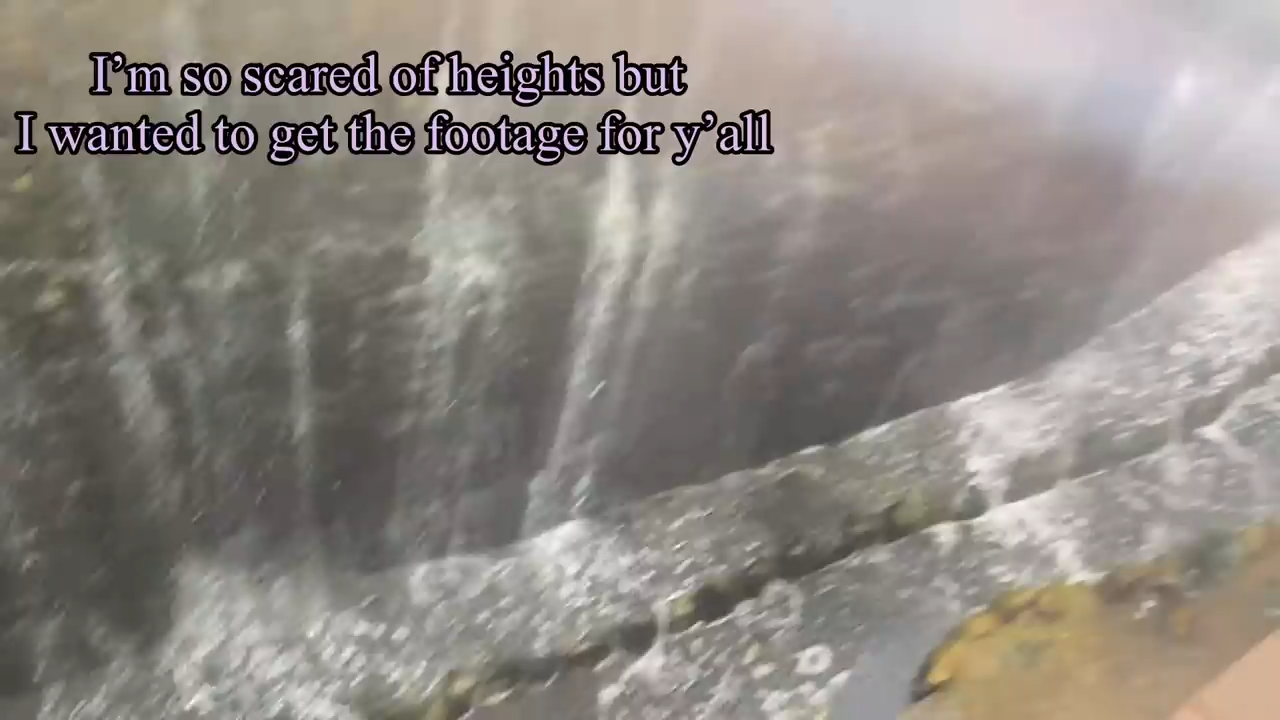 I’m so scared of heights but
I wanted to get the footage for y’all